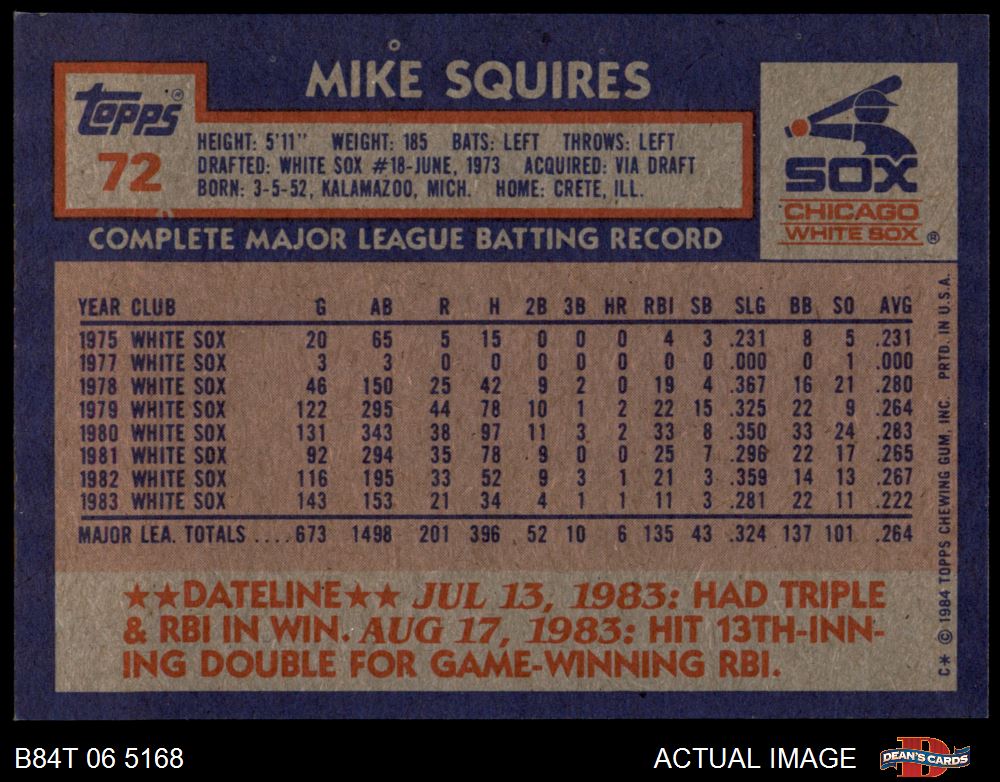 MIKE SQUIRES
Topps®
72
HEIGHT: 5'11" WEIGHT: 185 BATS: LEFT THROWS: LEFT
DRAFTED: WHITE SOX #18-JUNE, 1973 ACQUIRED: VIA DRAFT
BORN: 3-5-52, KALAMAZOO, MICH. HOME: CRETE, ILL.
SOX
CHICAGO
WHITE SOX®
COMPLETE MAJOR LEAGUE BATTING RECORD
YEAR CLUB G AB R H 2B 3B HR RBI SB SLG BB SO AVG
1975 WHITE SOX 20 65 5 15 0 0 0 4 3 .231 8 5 .231
1977 WHITE SOX 3 3 0 0 0 0 0 0 0 .000 0 1 .000
1978 WHITE SOX 46 150 25 42 9 2 0 19 4 .367 16 21 .280
1979 WHITE SOX 122 295 44 78 10 1 2 22 15 .325 22 9 .264
1980 WHITE SOX 131 343 38 97 11 3 2 33 8 .350 33 24 .283
1981 WHITE SOX 92 294 35 78 9 0 0 25 7 .296 22 17 .265
1982 WHITE SOX 116 195 33 52 9 3 1 21 3 .359 14 13 .267
1983 WHITE SOX 143 153 21 34 4 1 1 11 3 .281 22 11 .222
MAJOR LEA. TOTALS ....673 1498 201 396 52 10 6 135 43 .324 137 101 .264
★★DATELINE★★ JUL 13, 1983: HAD TRIPLE
& RBI IN WIN. AUG 17, 1983: HIT 13TH-INN-
ING DOUBLE FOR GAME-WINNING RBI.
C* © 1984 TOPPS CHEWING GUM, INC. PRTD. IN U.S.A.
B84T 06 5168
ACTUAL IMAGE
DEAN'S CARDS